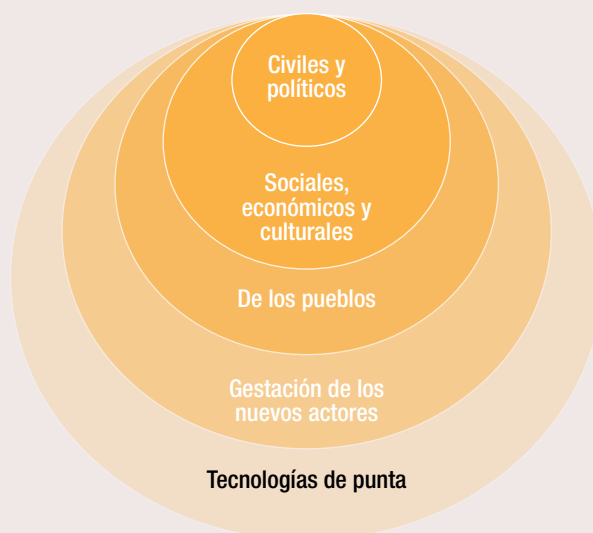 Civiles y
políticos
Sociales,
económicos y
culturales
De los pueblos
Gestación de los
nuevos actores
Tecnologías de punta